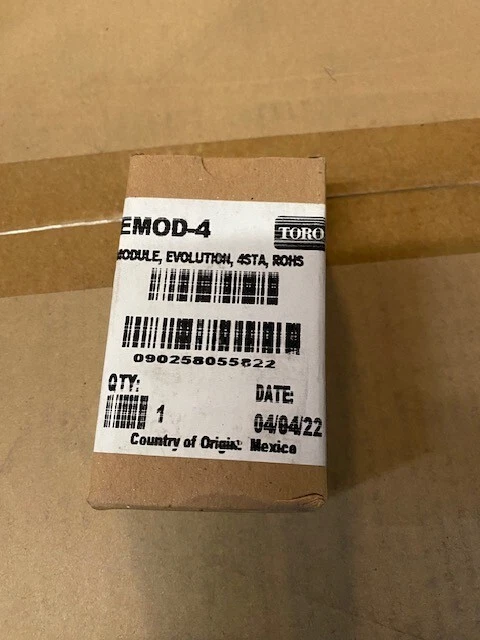 EMOD-4
TORO
MODULE, EVOLUTION, 4STA, ROHS
090258055822
QTY:
1
DATE:
04/04/22
Country of Origin: Mexico